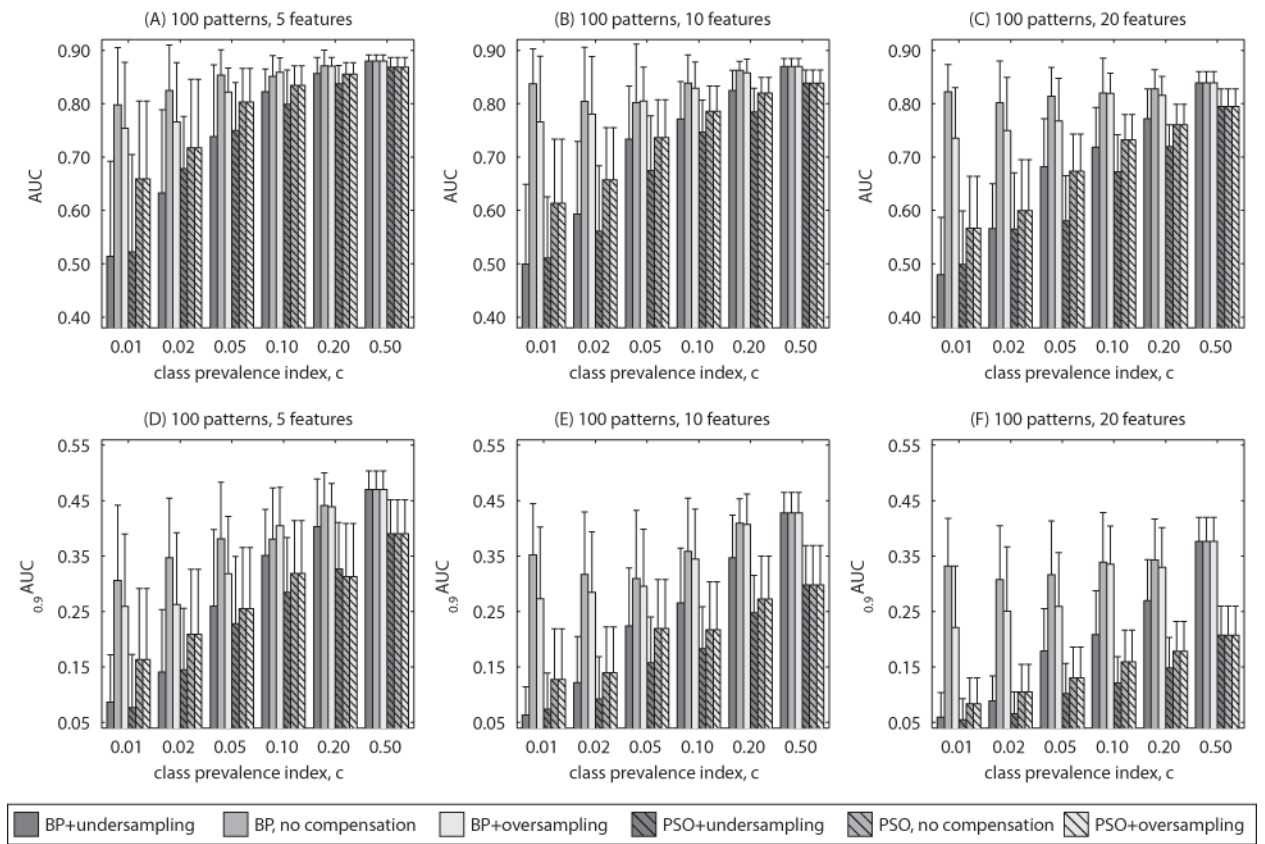 (A) 100 patterns, 5 features
(B) 100 patterns, 10 features
(C) 100 patterns, 20 features
AUC
0.90
0.80
0.70
0.60
0.50
0.40
0.01 0.02 0.05 0.10 0.20 0.50
class prevalence index, c
AUC
0.90
0.80
0.70
0.60
0.50
0.40
0.01 0.02 0.05 0.10 0.20 0.50
class prevalence index, c
AUC
0.90
0.80
0.70
0.60
0.50
0.40
0.01 0.02 0.05 0.10 0.20 0.50
class prevalence index, c
(D) 100 patterns, 5 features
(E) 100 patterns, 10 features
(F) 100 patterns, 20 features
0.9AUC
0.55
0.45
0.35
0.25
0.15
0.05
0.01 0.02 0.05 0.10 0.20 0.50
class prevalence index, c
0.9AUC
0.55
0.45
0.35
0.25
0.15
0.05
0.01 0.02 0.05 0.10 0.20 0.50
class prevalence index, c
0.9AUC
0.55
0.45
0.35
0.25
0.15
0.05
0.01 0.02 0.05 0.10 0.20 0.50
class prevalence index, c
BP+undersampling BP, no compensation BP+oversampling PSO+undersampling PSO, no compensation PSO+oversampling